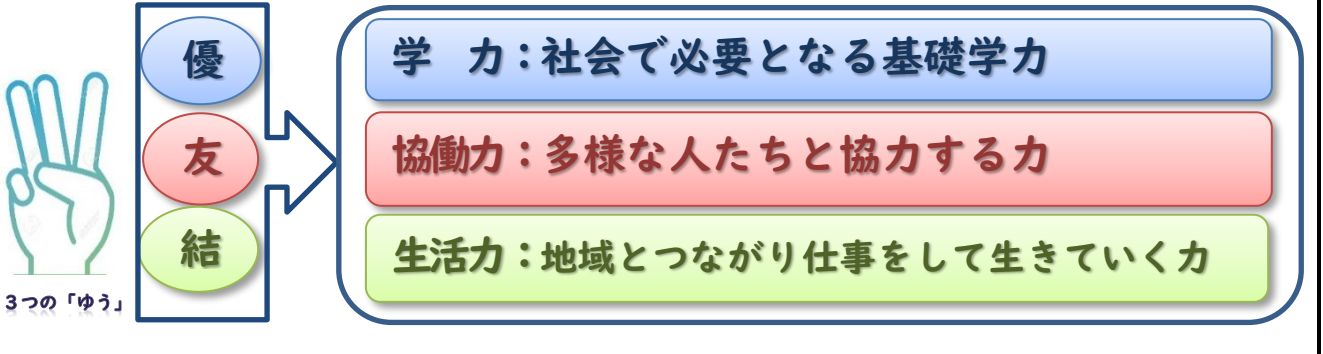 優
友
結
学　力：社会で必要となる基礎学力
協働力：多様な人たちと協力する力
生活力：地域とつながり仕事をして生きていく力
３つの「ゆう」